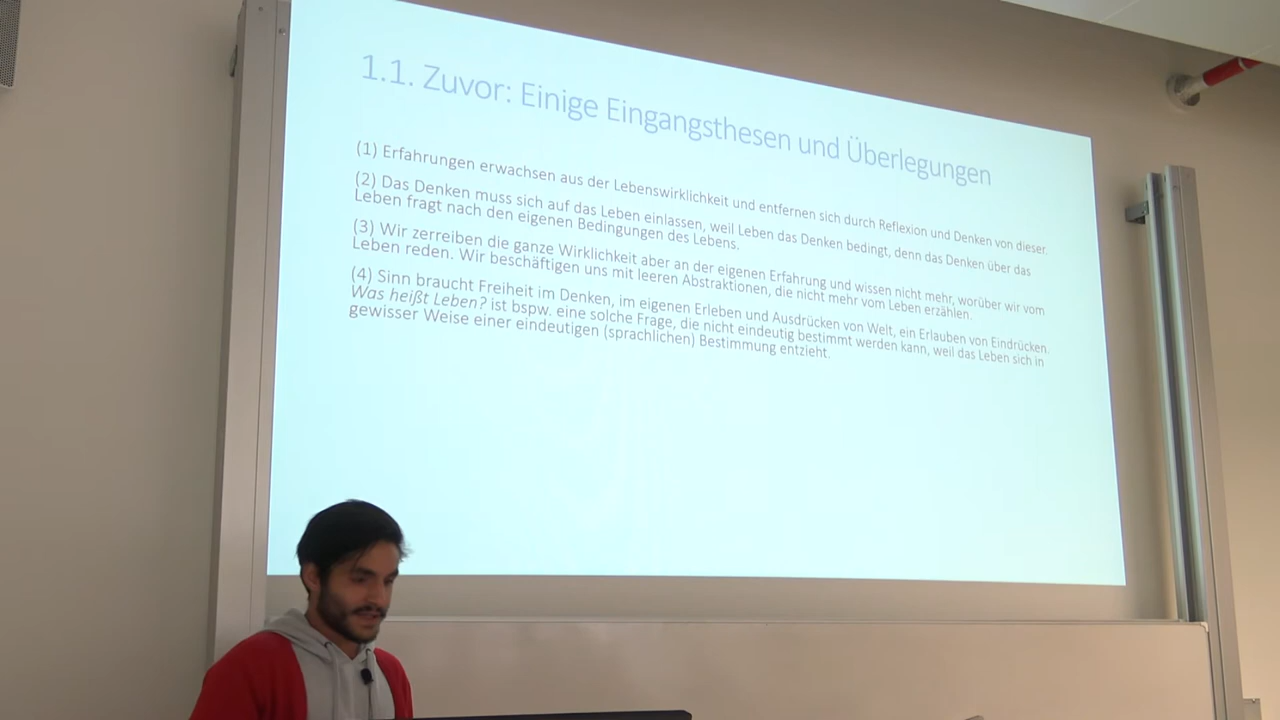 1.1. Zuvor: Einige Eingangsthesen und Überlegungen
(1) Erfahrungen erwachsen aus der Lebenswirklichkeit und entfernen sich durch Reflexion und Denken von dieser.
(2) Das Denken muss sich auf das Leben einlassen, weil Leben das Denken bedingt, denn das Denken über das
Leben fragt nach den eigenen Bedingungen des Lebens.
(3) Wir zerreiben die ganze Wirklichkeit aber an der eigenen Erfahrung und wissen nicht mehr, worüber wir vom
Leben reden. Wir beschäftigen uns mit leeren Abstraktionen, die nicht mehr vom Leben erzählen.
(4) Sinn braucht Freiheit im Denken, im eigenen Erleben und Ausdrücken von Welt, ein Erlauben von Eindrücken.
Was heißt Leben? ist bspw. eine solche Frage, die nicht eindeutig bestimmt werden kann, weil das Leben sich in
gewisser Weise einer eindeutigen (sprachlichen) Bestimmung entzieht.